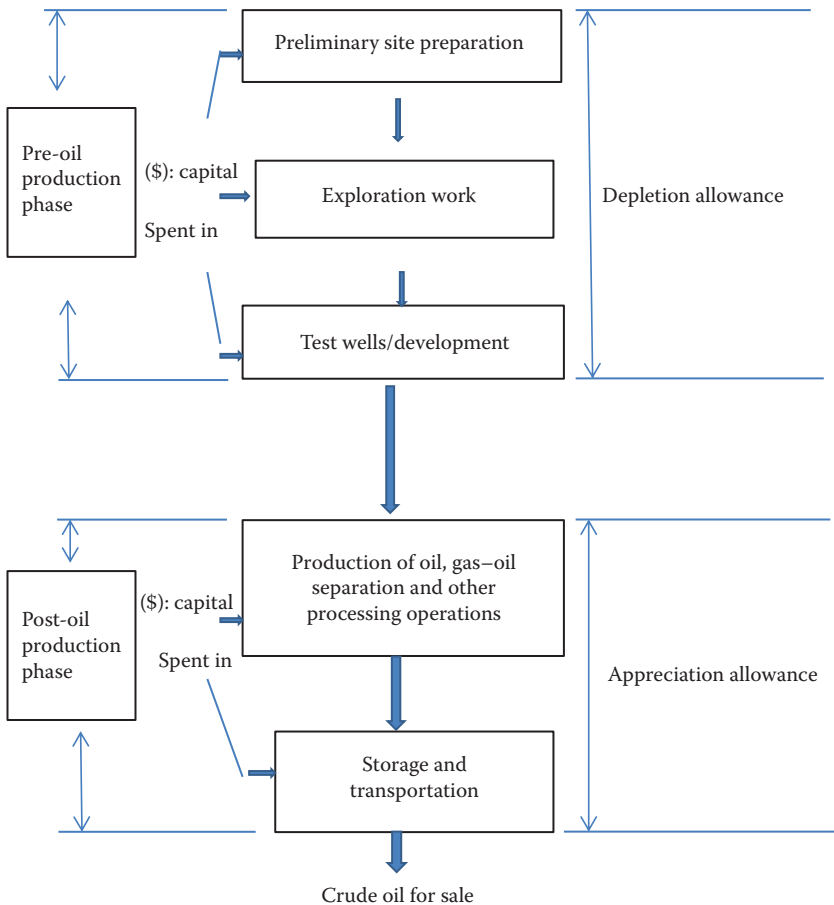 Preliminary site preparation
Pre-oil
production
phase
($): capital
Spent in
Exploration work
Depletion allowance
Test wells/development
Production of oil, gas–oil
separation and other
processing operations
Post-oil
production
phase
($): capital
Spent in
Appreciation allowance
Storage and
transportation
Crude oil for sale